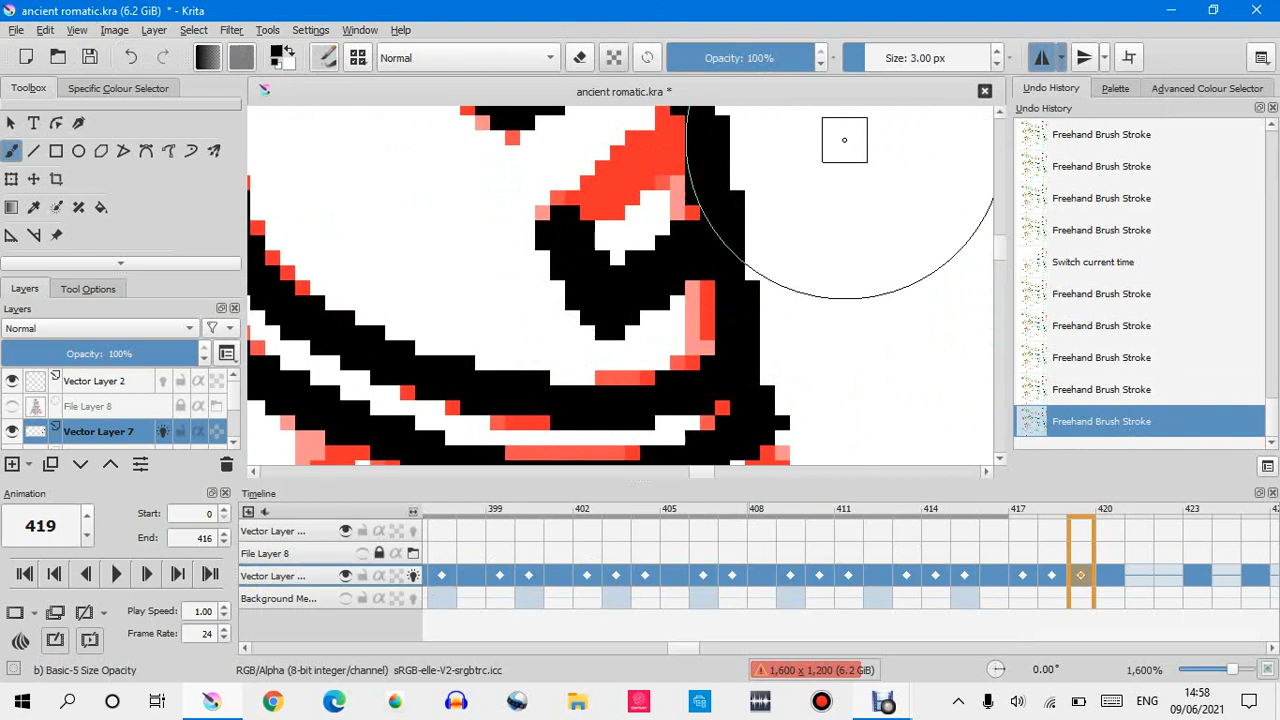 ancient romatic.kra (6.2 GiB) * - Krita
File Edit View Image Layer Select Filter Tools Settings Window Help
Normal Opacity: 100% Size: 3.00 px
Toolbox Specific Colour Selector
ancient romatic.kra *
Undo History Palette Advanced Colour Selector
Undo History
Freehand Brush Stroke
Freehand Brush Stroke
Freehand Brush Stroke
Freehand Brush Stroke
Switch current time
Freehand Brush Stroke
Freehand Brush Stroke
Freehand Brush Stroke
Freehand Brush Stroke
Freehand Brush Stroke
Layers Tool Options
Layers
Normal
Opacity: 100%
Vector Layer 2
File Layer 8
Vector Layer 7
Animation
419
Start: 0
End: 416
Play Speed: 1.00
Frame Rate: 24
Timeline
399 402 405 408 411 414 417 420 423
Vector Layer ...
File Layer 8
Vector Layer ...
Background Me...
b) Basic-5 Size Opacity
RGB/Alpha (8-bit integer/channel) sRGB-elle-V2-srgbtrc.icc
1,600 x 1,200 (6.2 GiB)
0.00°
1,600%
ENG
14:58
09/06/2021